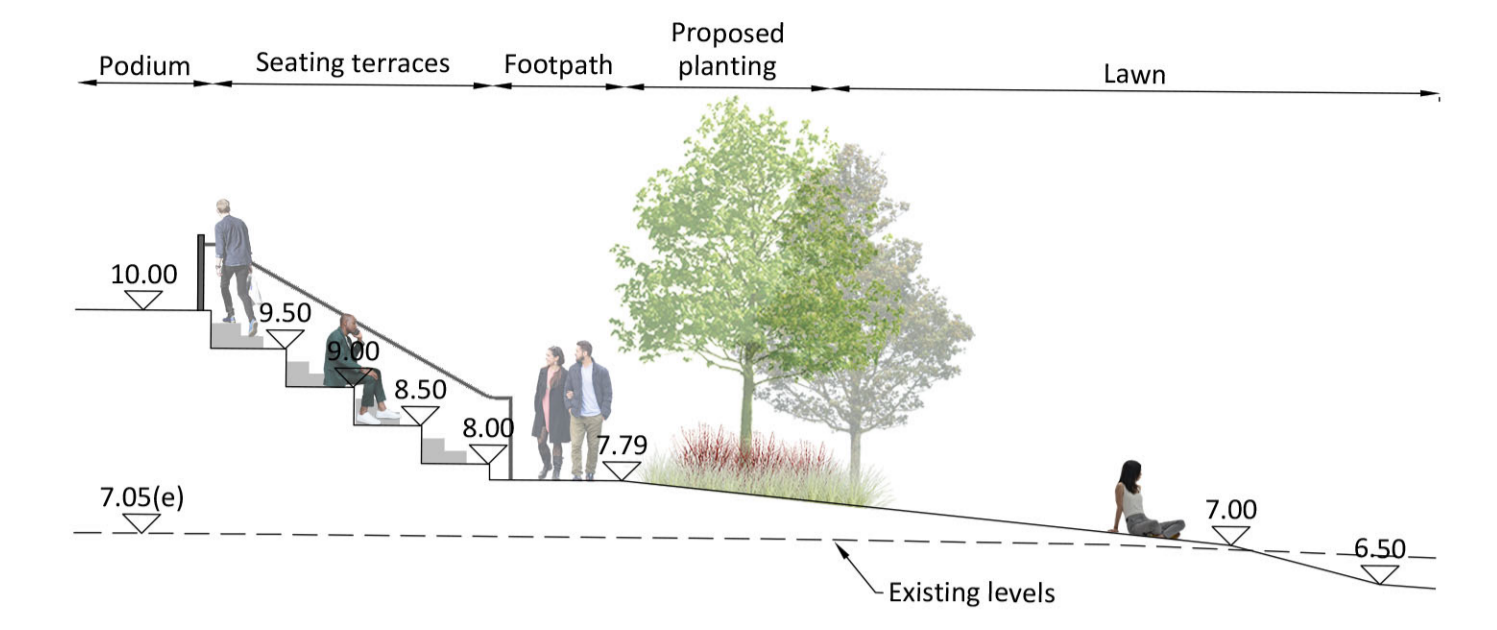 Podium
Seating terraces
Footpath
Proposed
planting
Lawn
10.00
9.50
9.00
8.50
8.00
7.79
7.05(e)
7.00
6.50
Existing levels